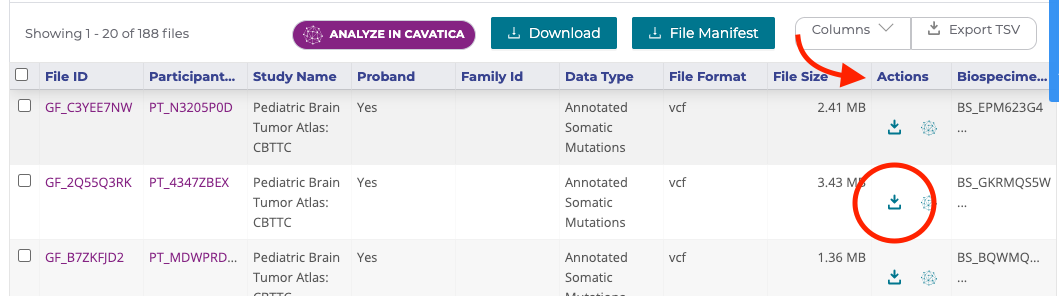 Showing 1 - 20 of 188 files ANALYZE IN CAVATICA Download File Manifest Columns Export TSV
File ID Participant... Study Name Proband Family Id Data Type File Format File Size Actions Biospecime...
GF_C3YEE7NW PT_N3205P0D Pediatric Brain Yes Annotated vcf 2.41 MB BS_EPM623G4
Tumor Atlas: Somatic ...
CBTTC Mutations
GF_2Q55Q3RK PT_4347ZBEX Pediatric Brain Yes Annotated vcf 3.43 MB BS_GKRMQS5W
Tumor Atlas: Somatic ...
CBTTC Mutations
GF_B7ZKFJD2 PT_MDWPRD... Pediatric Brain Yes Annotated vcf 1.36 MB BS_BQWMQ...
Tumor Atlas: Somatic ...
CBTTC Mutations